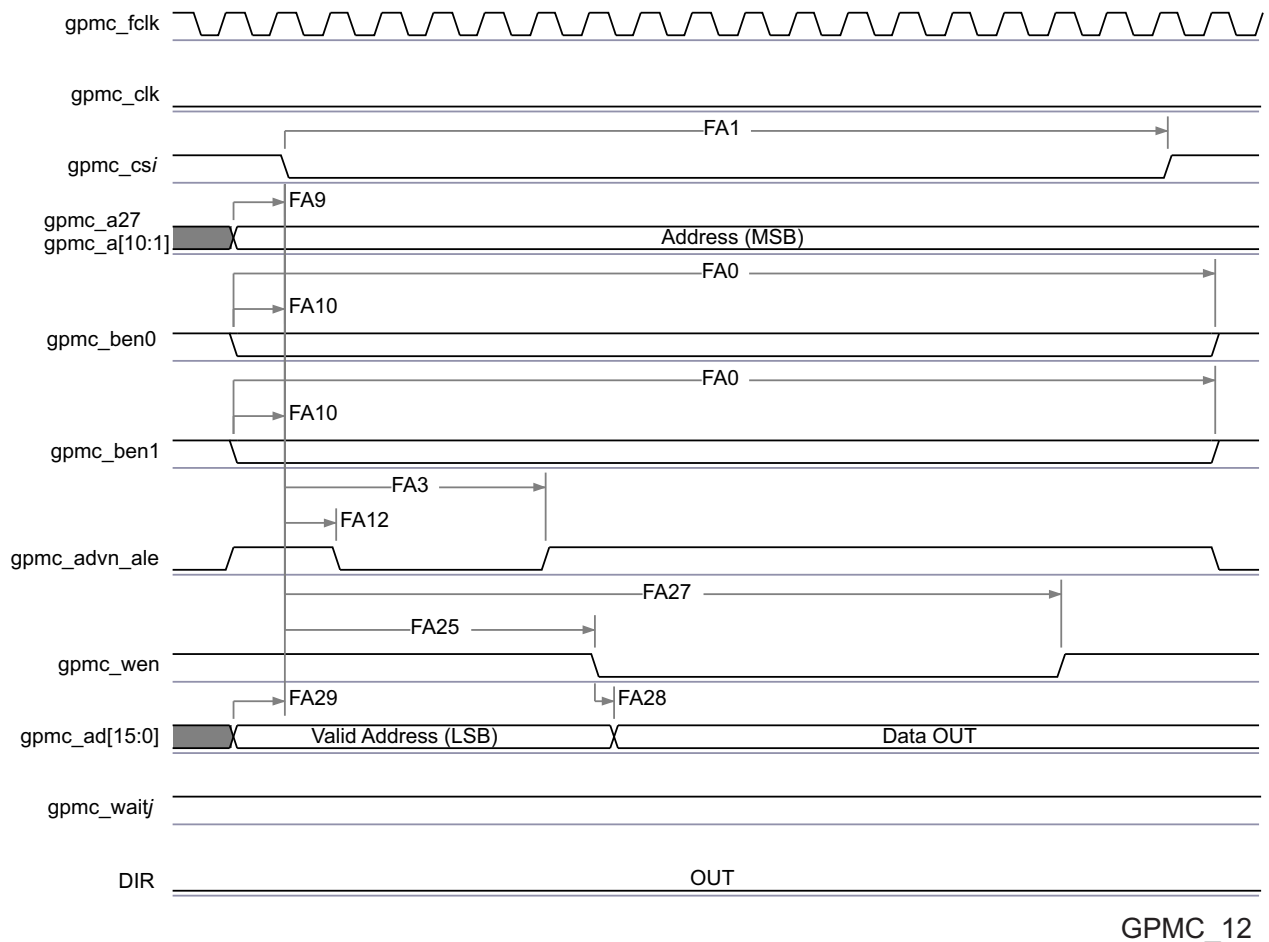 gpmc_fclk
gpmc_clk
FA1
gpmc_csi
FA9
gpmc_a27
gpmc_a[10:1]
Address (MSB)
FA0
FA10
gpmc_ben0
FA0
FA10
gpmc_ben1
FA3
FA12
gpmc_advn_ale
FA27
FA25
gpmc_wen
FA29
FA28
gpmc_ad[15:0]
Valid Address (LSB)
Data OUT
gpmc_waitj
DIR
OUT
GPMC_12